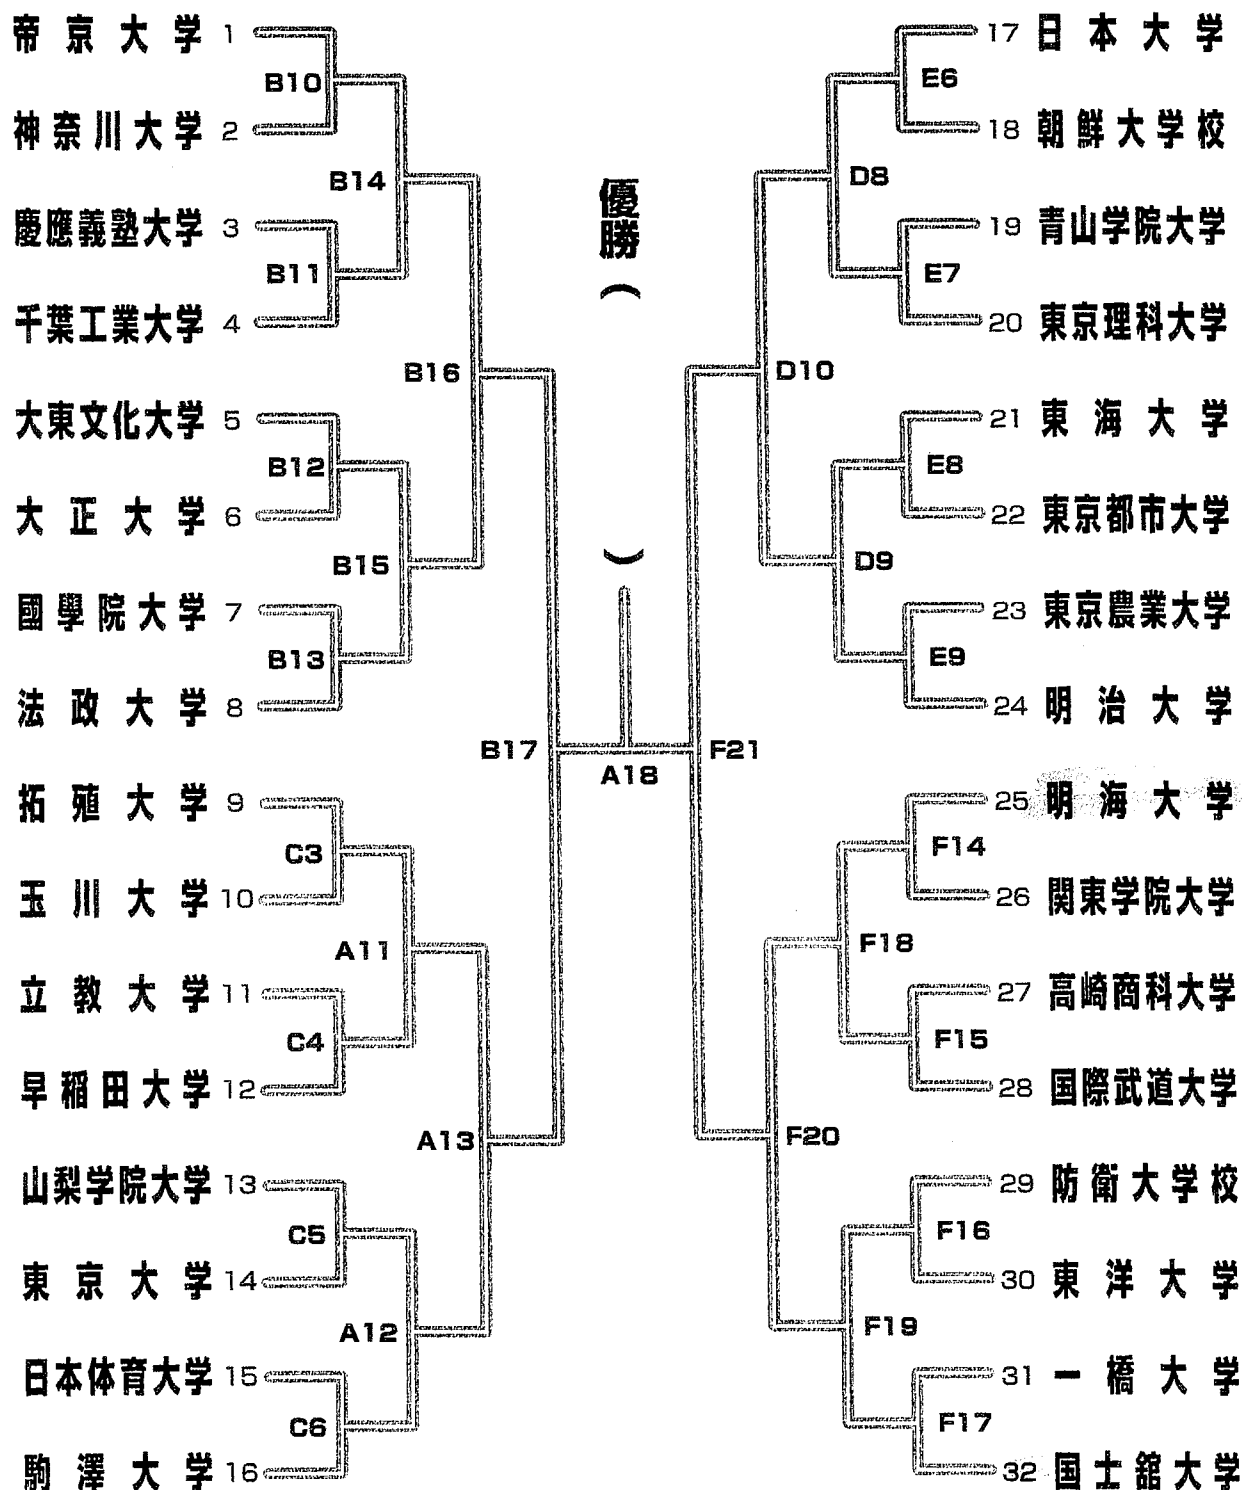 帝京大学 1
B10
神奈川大学 2
B14
慶應義塾大学 3
B11
千葉工業大学 4
B16
大東文化大学 5
B12
大正大学 6
B15
國學院大学 7
B13
法政大学 8
B17
拓殖大学 9
C3
玉川大学 10
A11
立教大学 11
C4
早稲田大学 12
A13
山梨学院大学 13
C5
東京大学 14
A12
日本体育大学 15
C6
駒澤大学 16
優勝（ ）
A18
17 日本大学
E6
18 朝鮮大学校
D8
19 青山学院大学
E7
20 東京理科大学
D10
21 東海大学
E8
22 東京都市大学
D9
23 東京農業大学
E9
24 明治大学
F21
25 明海大学
F14
26 関東学院大学
F18
27 高崎商科大学
F15
28 国際武道大学
F20
29 防衛大学校
F16
30 東洋大学
F19
31 一橋大学
F17
32 国士舘大学